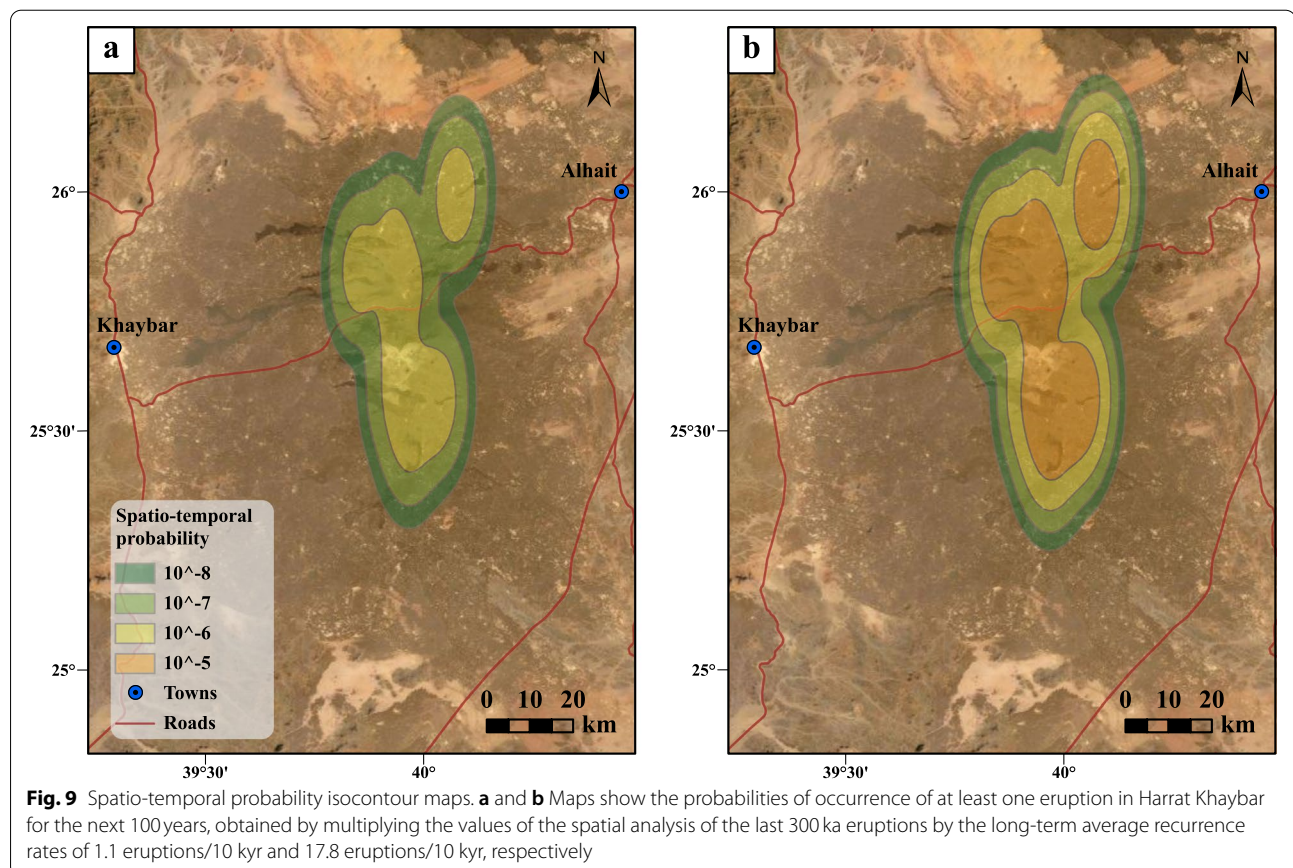 a
N
Alhait
26°
Khaybar
25°30'
Spatio-temporal
probability
10^-8
10^-7
10^-6
10^-5
Towns
Roads
25°
0 10 20
km
39°30'
40°
b
N
Alhait
26°
Khaybar
25°30'
25°
0 10 20
km
39°30'
40°
Fig. 9 Spatio-temporal probability isocontour maps. a and b Maps show the probabilities of occurrence of at least one eruption in Harrat Khaybar
for the next 100 years, obtained by multiplying the values of the spatial analysis of the last 300 ka eruptions by the long-term average recurrence
rates of 1.1 eruptions/10 kyr and 17.8 eruptions/10 kyr, respectively